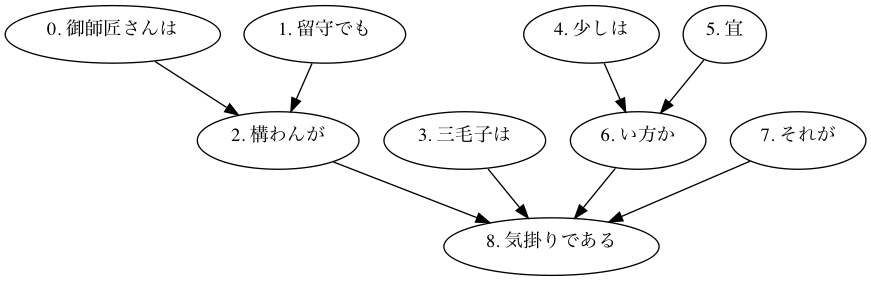 0. 御師匠さんは
1. 留守でも
4. 少しは
5. 宜
2. 構わんが
3. 三毛子は
6. い方か
7. それが
8. 気掛りである